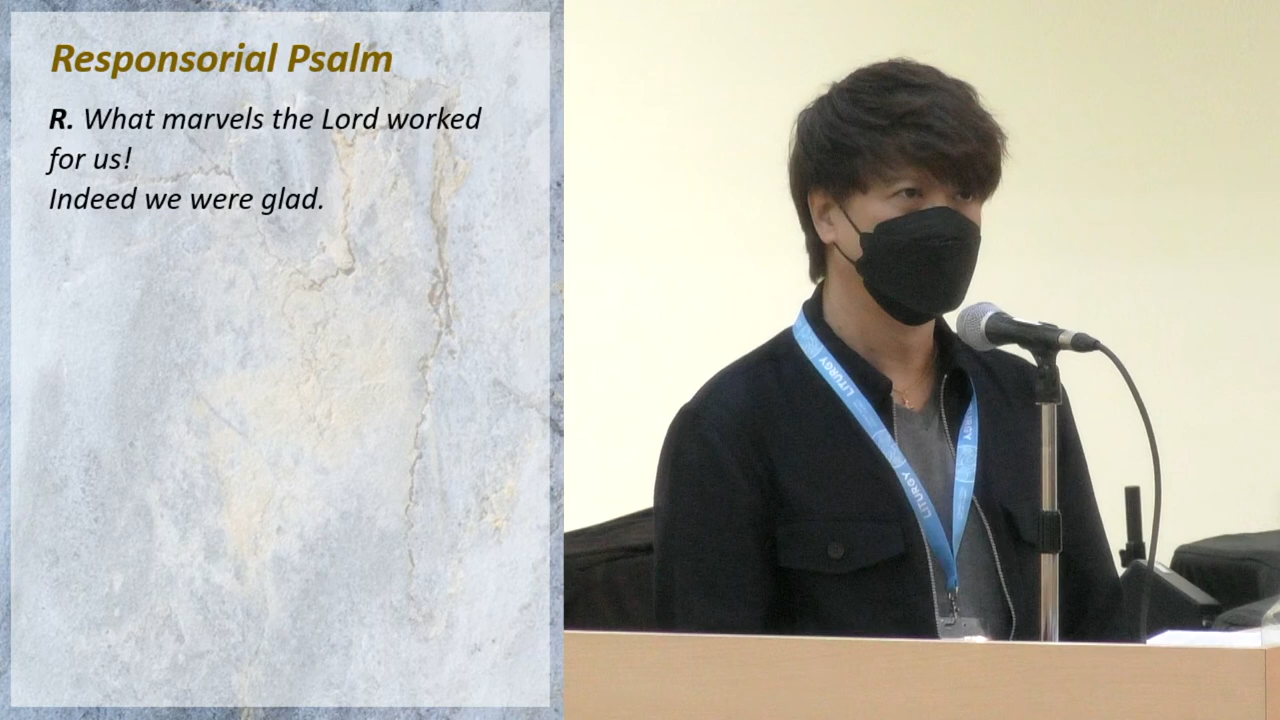 Responsorial Psalm
R. What marvels the Lord worked
for us!
Indeed we were glad.
LITURGY
LITURGY